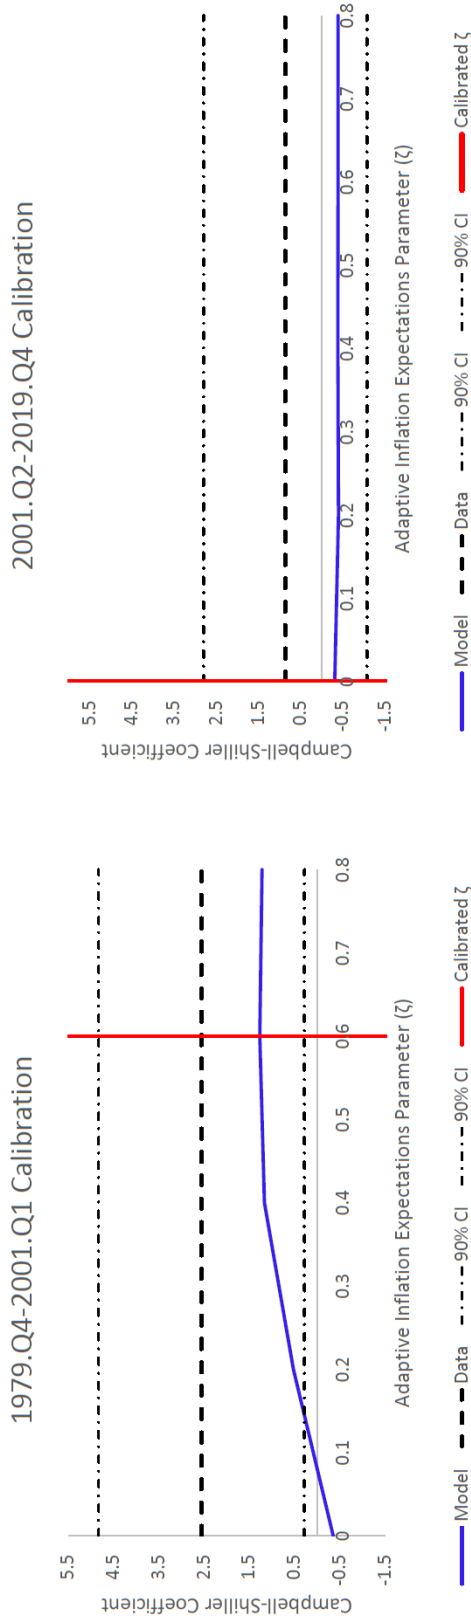 1979.Q4-2001.Q1 Calibration
Campbell-Shiller Coefficient
5.5
4.5
3.5
2.5
1.5
0.5
-0.5
-1.5
0 0.1 0.2 0.3 0.4 0.5 0.6 0.7 0.8
Adaptive Inflation Expectations Parameter (ζ)
Model Data 90% CI 90% CI Calibrated ζ
2001.Q2-2019.Q4 Calibration
Campbell-Shiller Coefficient
5.5
4.5
3.5
2.5
1.5
0.5
-0.5
-1.5
0 0.1 0.2 0.3 0.4 0.5 0.6 0.7 0.8
Adaptive Inflation Expectations Parameter (ζ)
Model Data 90% CI 90% CI Calibrated ζ